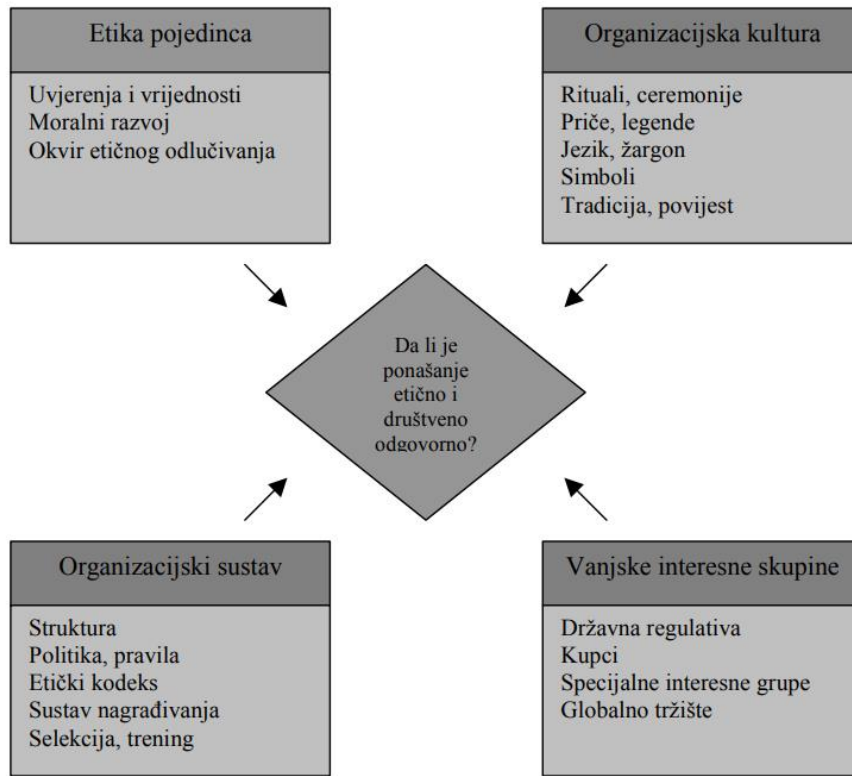 Etika pojedinca
Uvjerenja i vrijednosti
Moralni razvoj
Okvir etičnog odlučivanja
Organizacijska kultura
Rituali, ceremonije
Priče, legende
Jezik, žargon
Simboli
Tradicija, povijest
Da li je
ponašanje
etično i
društveno
odgovorno?
Organizacijski sustav
Struktura
Politika, pravila
Etički kodeks
Sustav nagrađivanja
Selekcija, trening
Vanjske interesne skupine
Državna regulativa
Kupci
Specijalne interesne grupe
Globalno tržište